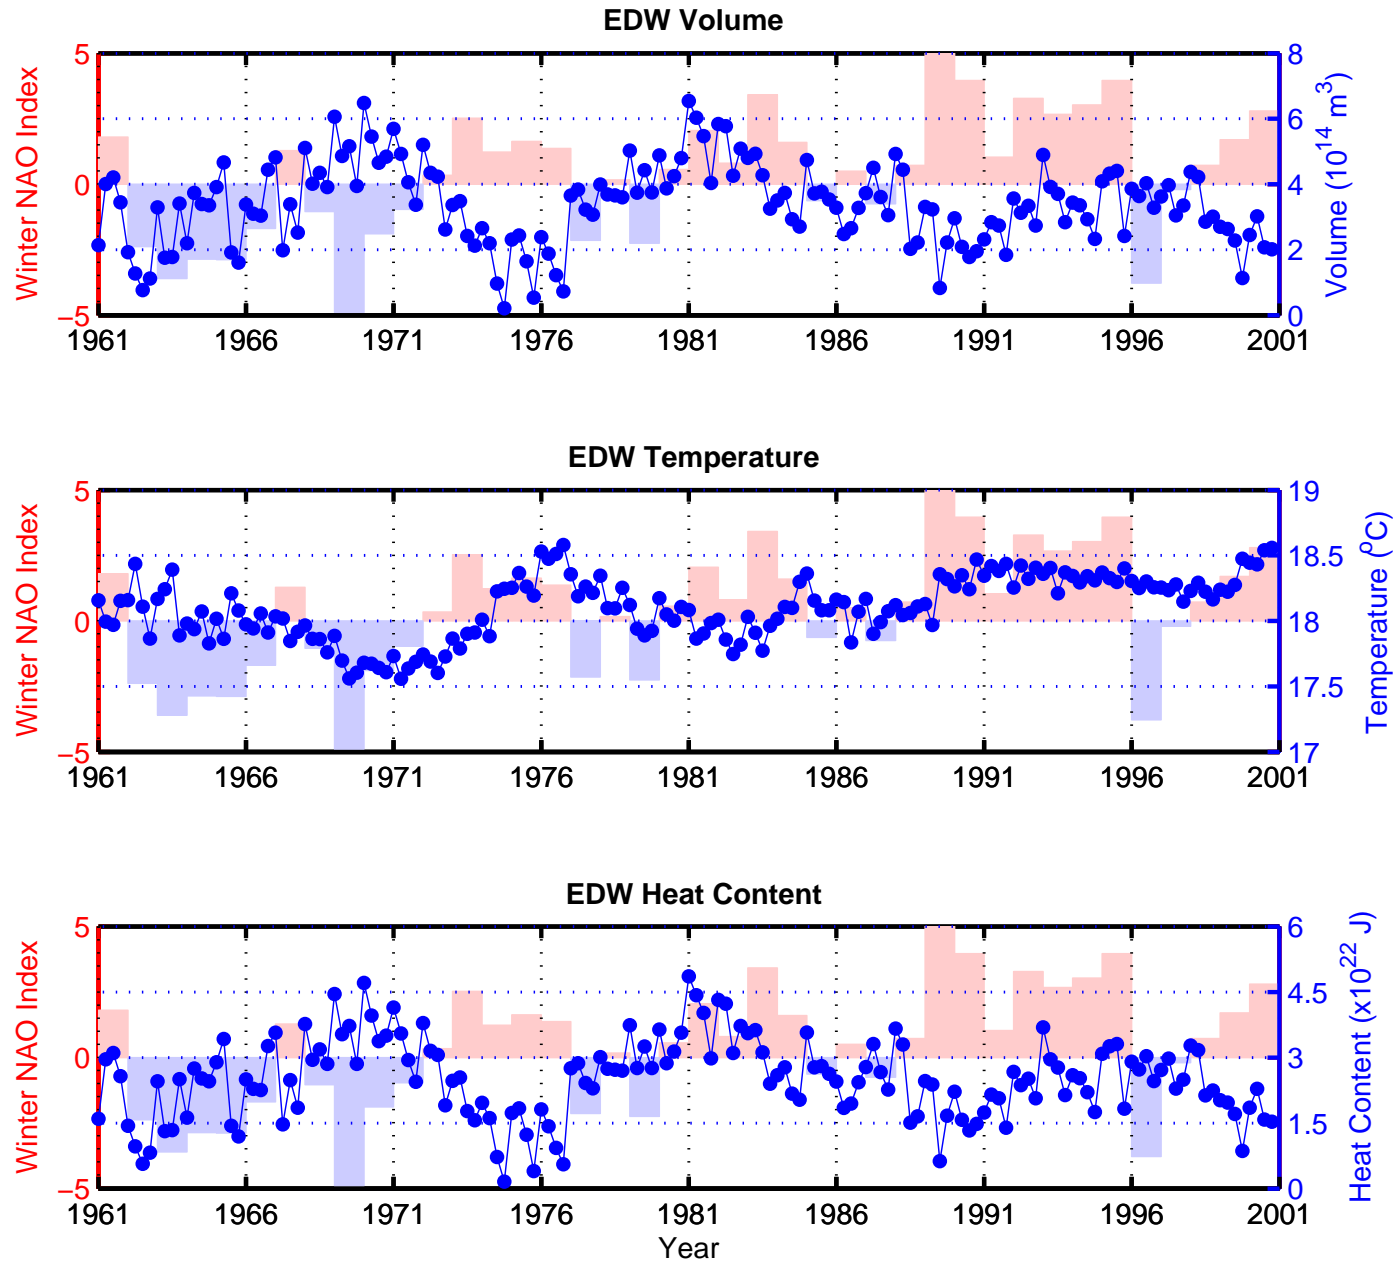 EDW Volume
5
0
−5
Winter NAO Index
8
6
4
2
0
Volume (10^14 m^3)
1961 1966 1971 1976 1981 1986 1991 1996 2001
EDW Temperature
5
0
−5
Winter NAO Index
19
18.5
18
17.5
17
Temperature (^oC)
1961 1966 1971 1976 1981 1986 1991 1996 2001
EDW Heat Content
5
0
−5
Winter NAO Index
6
4.5
3
1.5
0
Heat Content (x10^22 J)
1961 1966 1971 1976 1981 1986 1991 1996 2001
Year